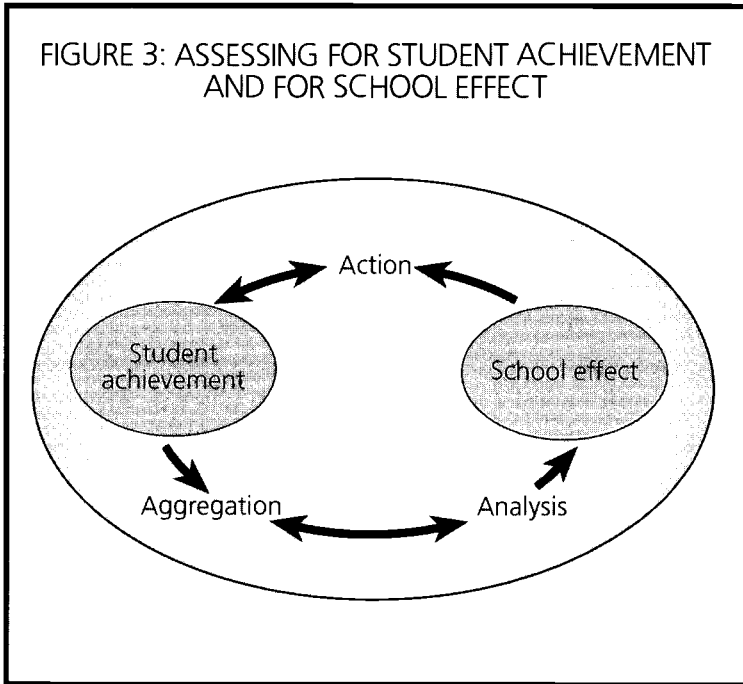 FIGURE 3: ASSESSING FOR STUDENT ACHIEVEMENT
AND FOR SCHOOL EFFECT
Action
Student
achievement
School effect
Aggregation
Analysis